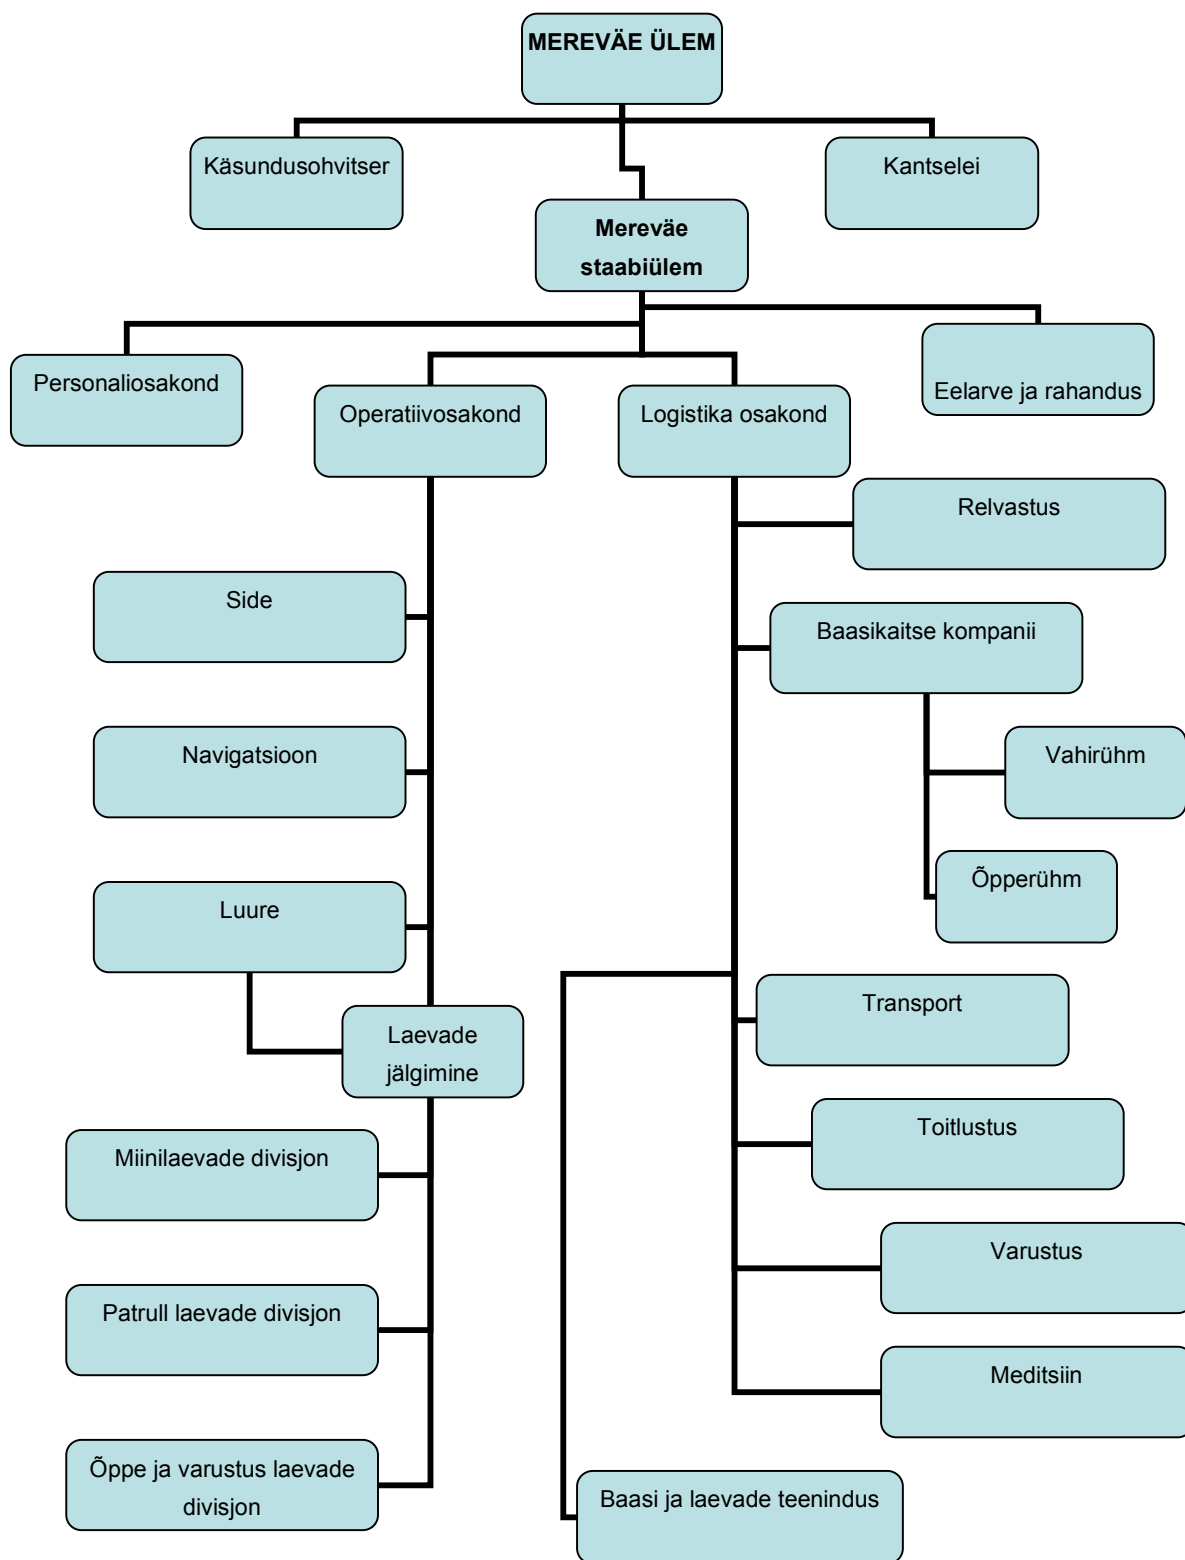 MEREVÄE ÜLEM
Käsundusohvitser
Kantselei
Mereväe
staabiülem
Personaliosakond
Operatiivosakond
Logistika osakond
Eelarve ja rahandus
Relvastus
Side
Baasikaitse kompanii
Navigatsioon
Vahirühm
Õpperühm
Luure
Transport
Laevade
jälgimine
Toitlustus
Miinilaevade divisjon
Varustus
Patrull laevade divisjon
Meditsiin
Õppe ja varustus laevade
divisjon
Baasi ja laevade teenindus